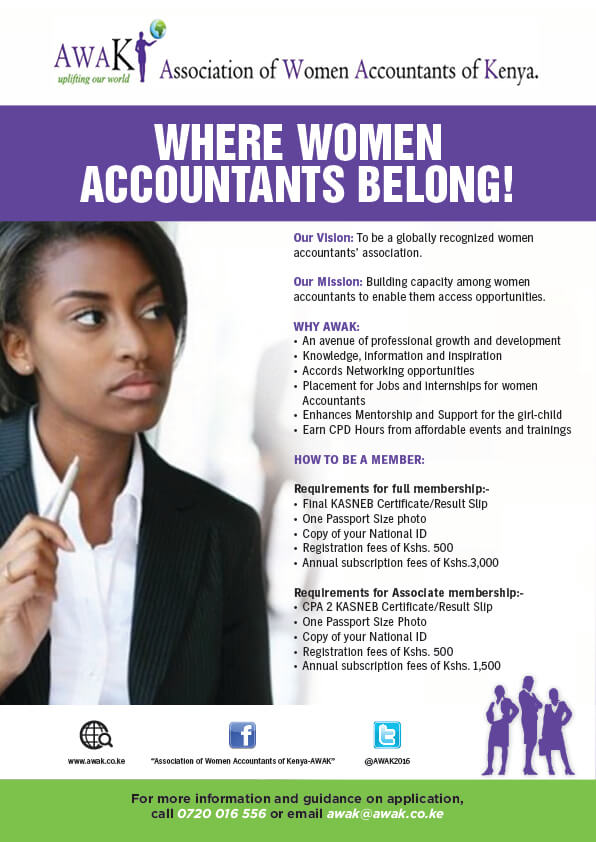 AWAK
uplifting our world
Association of Women Accountants of Kenya.
WHERE WOMEN
ACCOUNTANTS BELONG!
Our Vision: To be a globally recognized women
accountants' association.
Our Mission: Building capacity among women
accountants to enable them access opportunities.
WHY AWAK:
• An avenue of professional growth and development
• Knowledge, information and inspiration
• Accords Networking opportunities
• Placement for Jobs and internships for women
Accountants
• Enhances Mentorship and Support for the girl-child
• Earn CPD Hours from affordable events and trainings
HOW TO BE A MEMBER:
Requirements for full membership:-
• Final KASNEB Certificate/Result Slip
• One Passport Size photo
• Copy of your National ID
• Registration fees of Kshs. 500
• Annual subscription fees of Kshs.3,000
Requirements for Associate membership:-
• CPA 2 KASNEB Certificate/Result Slip
• One Passport Size Photo
• Copy of your National ID
• Registration fees of Kshs. 500
• Annual subscription fees of Kshs. 1,500
www.awak.co.ke
"Association of Women Accountants of Kenya-AWAK"
@AWAK2016
For more information and guidance on application,
call 0720 016 556 or email awak@awak.co.ke